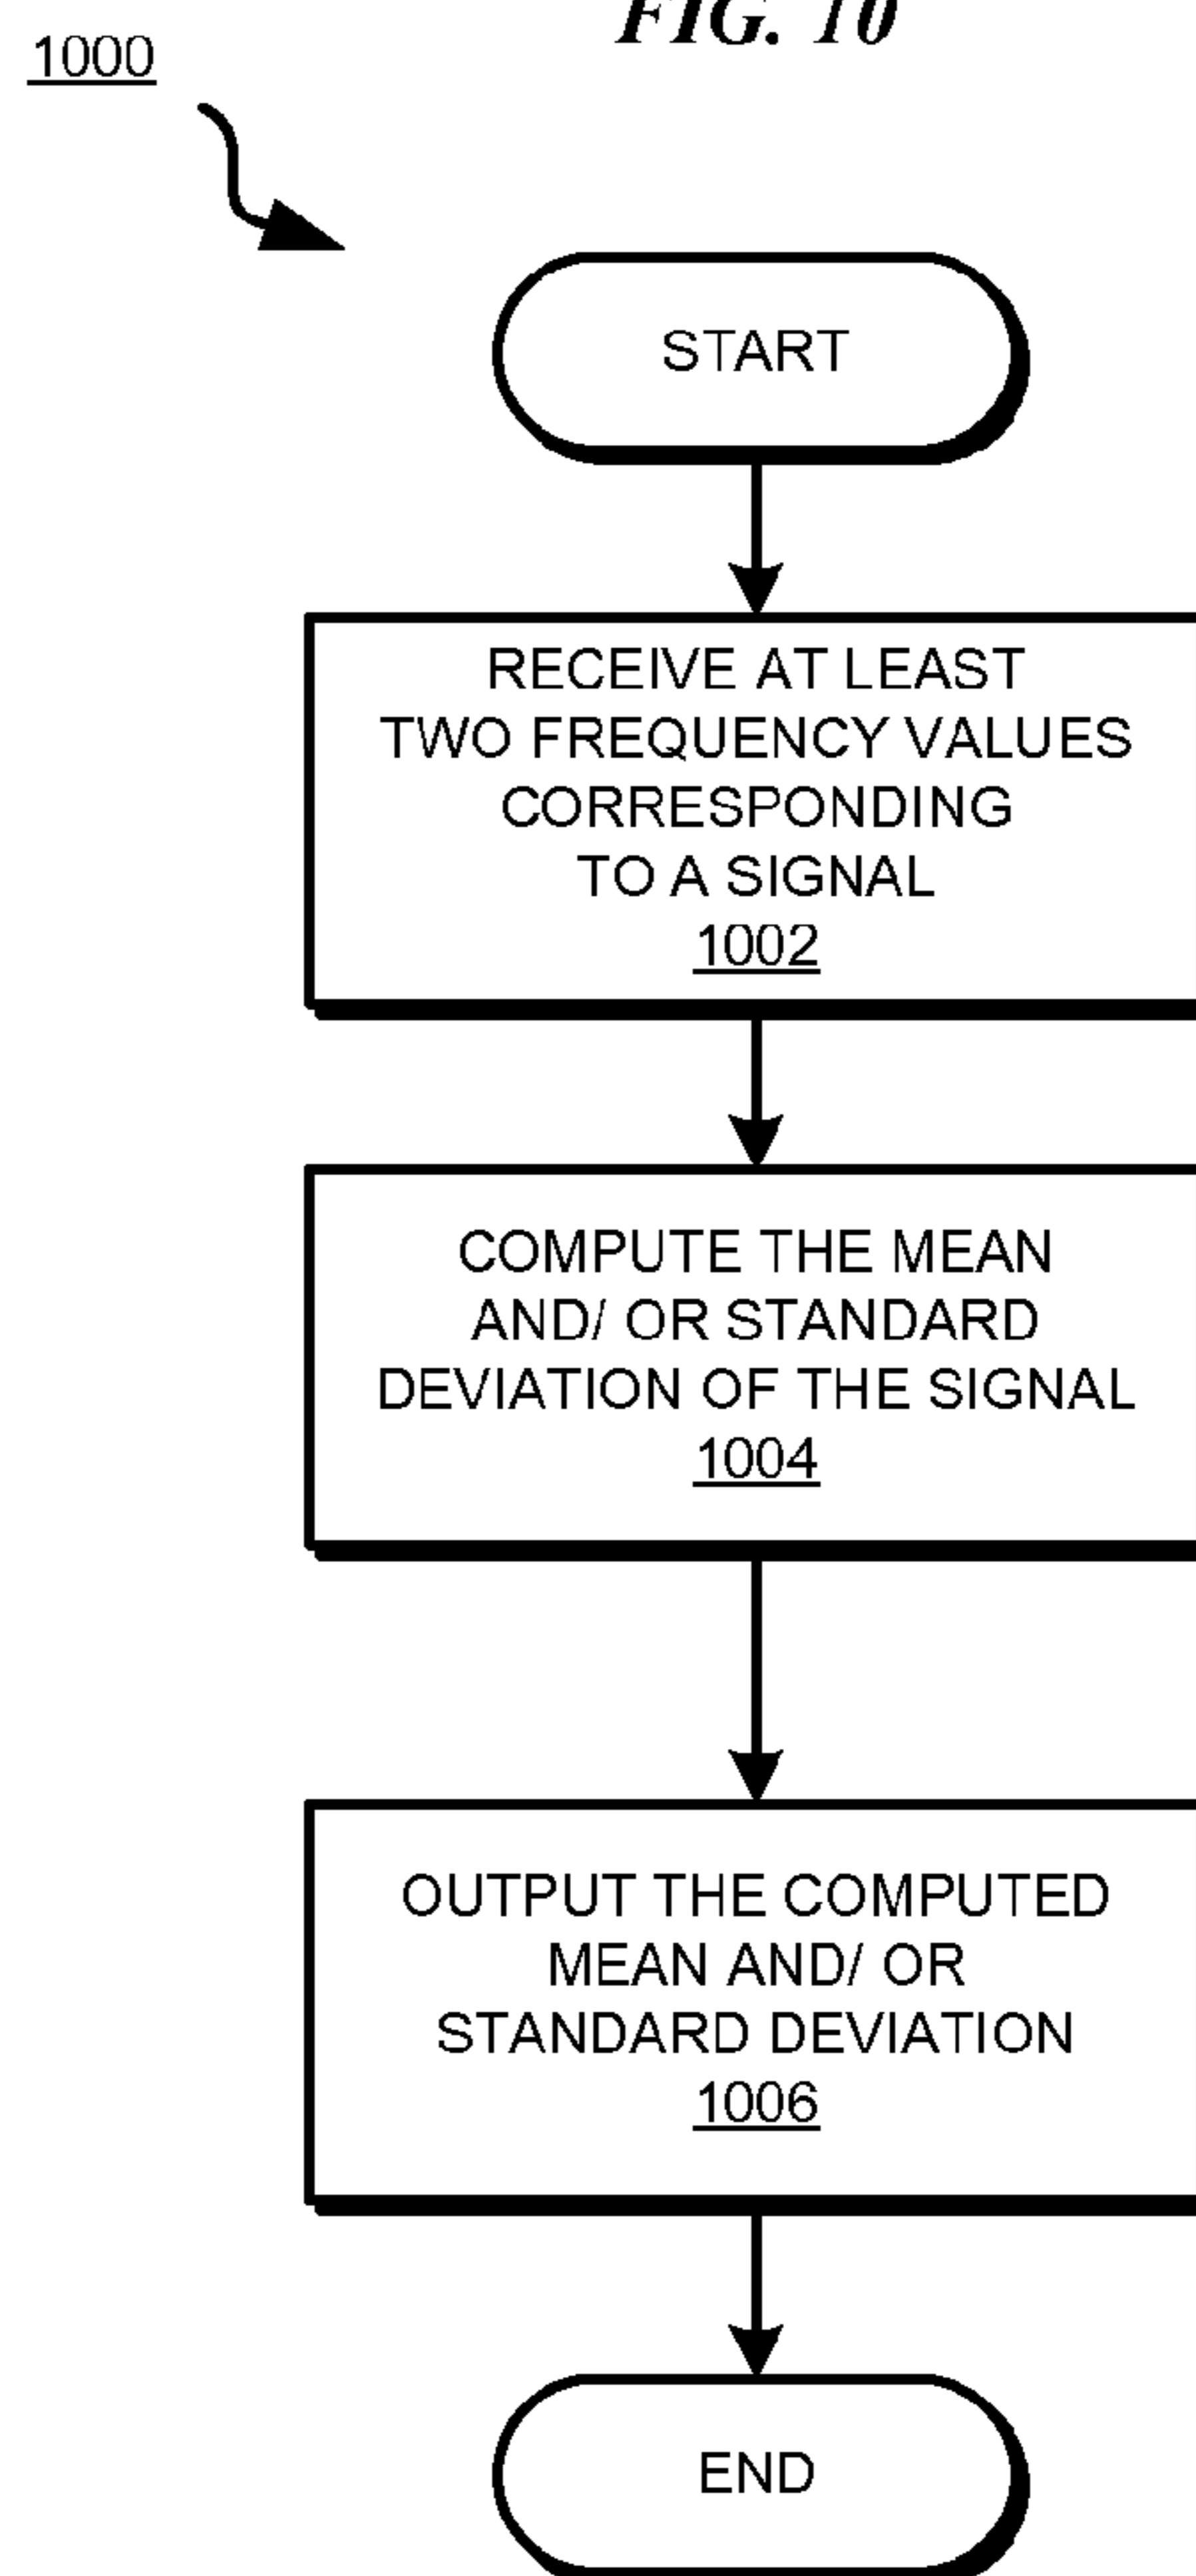 FIG. 10
1000
START
RECEIVE AT LEAST
TWO FREQUENCY VALUES
CORRESPONDING
TO A SIGNAL
1002
COMPUTE THE MEAN
AND/ OR STANDARD
DEVIATION OF THE SIGNAL
1004
OUTPUT THE COMPUTED
MEAN AND/ OR
STANDARD DEVIATION
1006
END